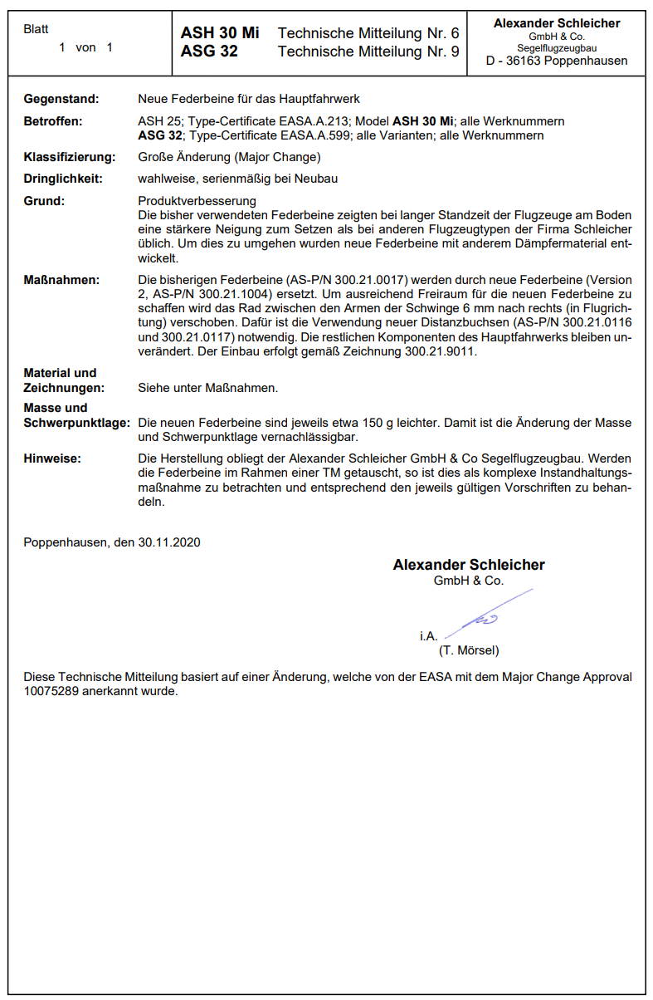 Blatt
1 von 1
ASH 30 Mi Technische Mitteilung Nr. 6
ASG 32 Technische Mitteilung Nr. 9
Alexander Schleicher
GmbH & Co.
Segelflugzeugbau
D - 36163 Poppenhausen
Gegenstand: Neue Federbeine für das Hauptfahrwerk
Betroffen: ASH 25; Type-Certificate EASA.A.213; Model ASH 30 Mi; alle Werknummern
ASG 32; Type-Certificate EASA.A.599; alle Varianten; alle Werknummern
Klassifizierung: Große Änderung (Major Change)
Dringlichkeit: wahlweise, serienmäßig bei Neubau
Grund: Produktverbesserung
Die bisher verwendeten Federbeine zeigten bei langer Standzeit der Flugzeuge am Boden
eine stärkere Neigung zum Setzen als bei anderen Flugzeugtypen der Firma Schleicher
üblich. Um dies zu umgehen wurden neue Federbeine mit anderem Dämpfermaterial ent-
wickelt.
Maßnahmen: Die bisherigen Federbeine (AS-P/N 300.21.0017) werden durch neue Federbeine (Version
2, AS-P/N 300.21.1004) ersetzt. Um ausreichend Freiraum für die neuen Federbeine zu
schaffen wird das Rad zwischen den Armen der Schwinge 6 mm nach rechts (in Flugrich-
tung) verschoben. Dafür ist die Verwendung neuer Distanzbuchsen (AS-P/N 300.21.0116
und 300.21.0117) notwendig. Die restlichen Komponenten des Hauptfahrwerks bleiben un-
verändert. Der Einbau erfolgt gemäß Zeichnung 300.21.9011.
Material und
Zeichnungen: Siehe unter Maßnahmen.
Masse und
Schwerpunktlage: Die neuen Federbeine sind jeweils etwa 150 g leichter. Damit ist die Änderung der Masse
und Schwerpunktlage vernachlässigbar.
Hinweise: Die Herstellung obliegt der Alexander Schleicher GmbH & Co Segelflugzeugbau. Werden
die Federbeine im Rahmen einer TM getauscht, so ist dies als komplexe Instandhaltungs-
maßnahme zu betrachten und entsprechend den jeweils gültigen Vorschriften zu behan-
deln.
Poppenhausen, den 30.11.2020
Alexander Schleicher
GmbH & Co.
i.A.
(T. Mörsel)
Diese Technische Mitteilung basiert auf einer Änderung, welche von der EASA mit dem Major Change Approval
10075289 anerkannt wurde.